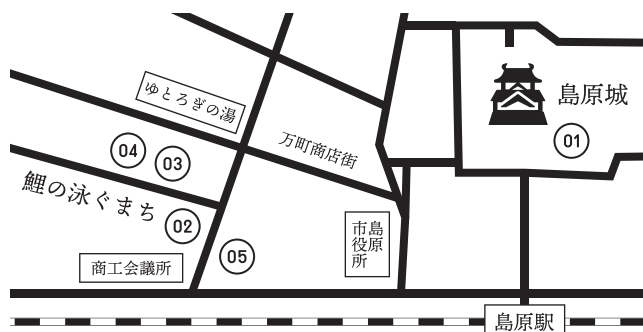 島原城
01
ゆとろぎの湯
万町商店街
04
03
鯉の泳ぐまち
02
05
島原
市役所
商工会議所
島原駅